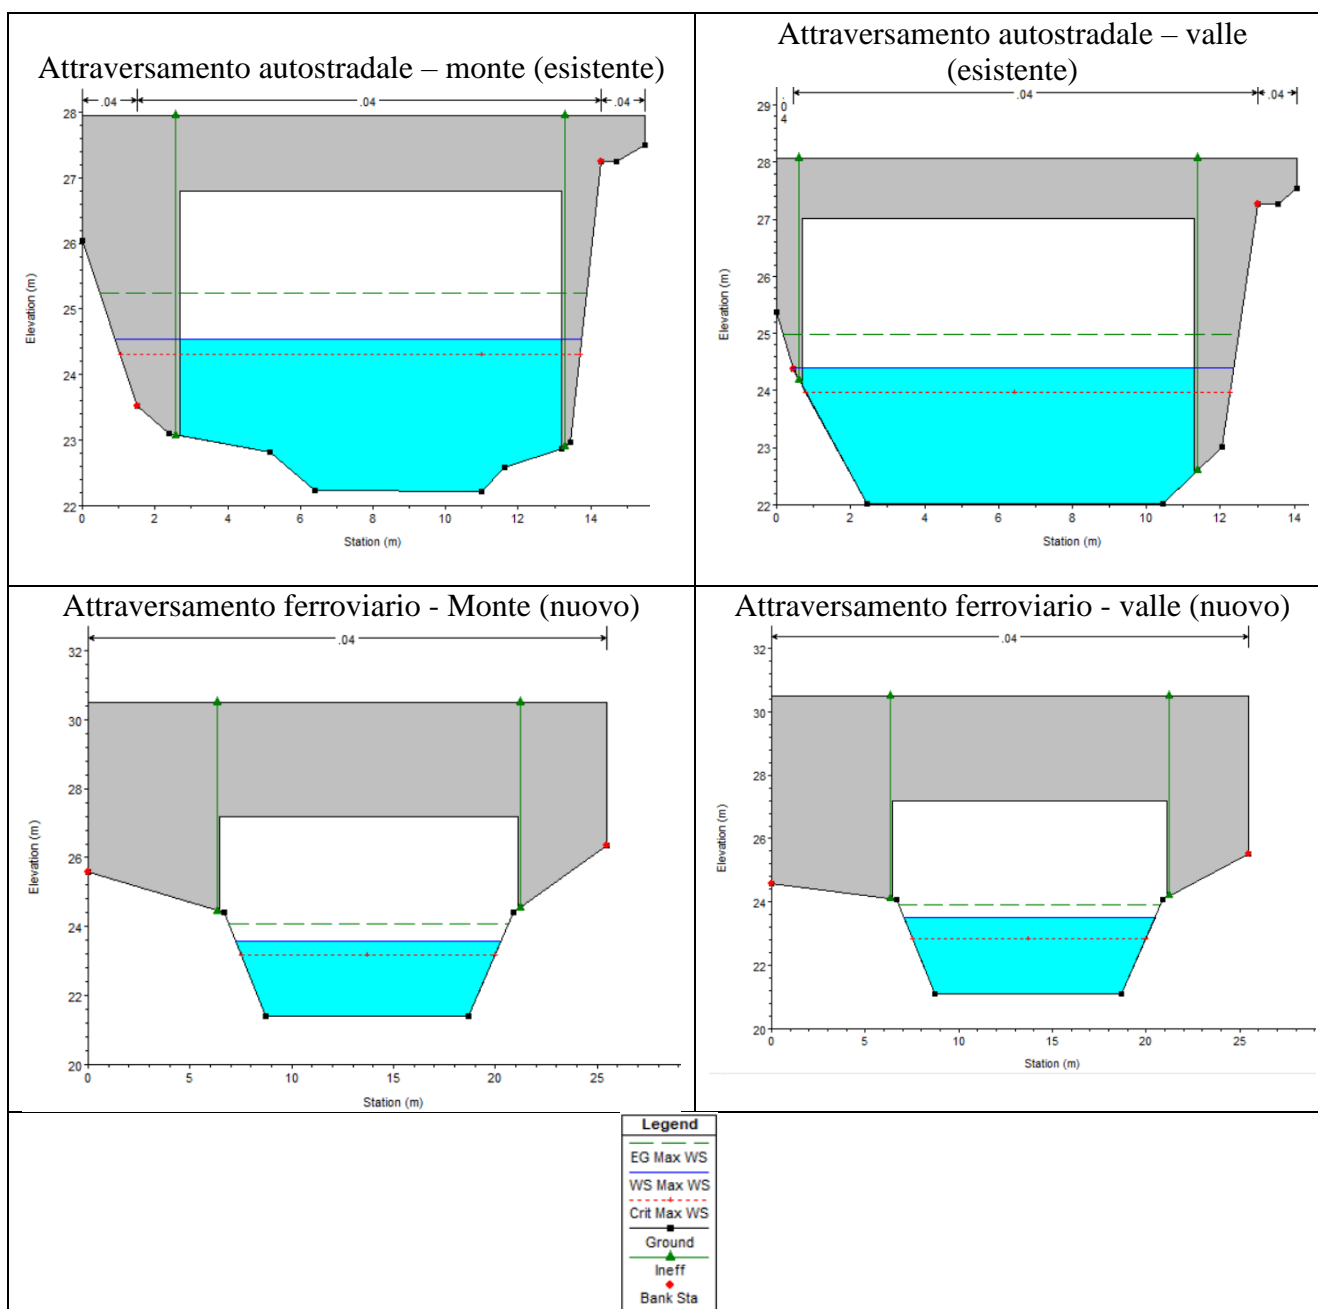 Attraversamento autostradale – monte (esistente)
.04 .04 .04
28
27
26
25
24
23
22
Elevation (m)
0 2 4 6 8 10 12 14
Station (m)
Attraversamento autostradale – valle
(esistente)
.04 .04 .04
29
28
27
26
25
24
23
22
Elevation (m)
0 2 4 6 8 10 12 14
Station (m)
Attraversamento ferroviario - Monte (nuovo)
.04
32
30
28
26
24
22
20
Elevation (m)
0 5 10 15 20 25
Station (m)
Attraversamento ferroviario - valle (nuovo)
.04
32
30
28
26
24
22
20
Elevation (m)
0 5 10 15 20 25
Station (m)
Legend
EG Max WS
WS Max WS
Crit Max WS
Ground
Ineff
Bank Sta